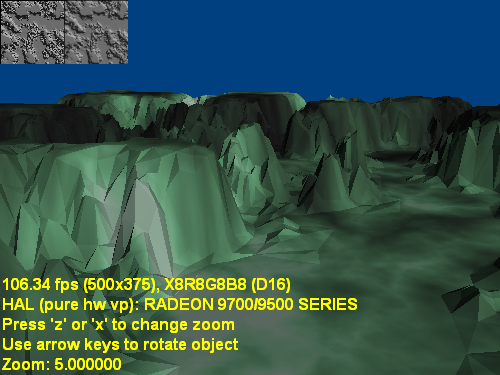 106.34 fps (500x375), X8R8G8B8 (D16)
HAL (pure hw vp): RADEON 9700/9500 SERIES
Press 'z' or 'x' to change zoom
Use arrow keys to rotate object
Zoom: 5.000000